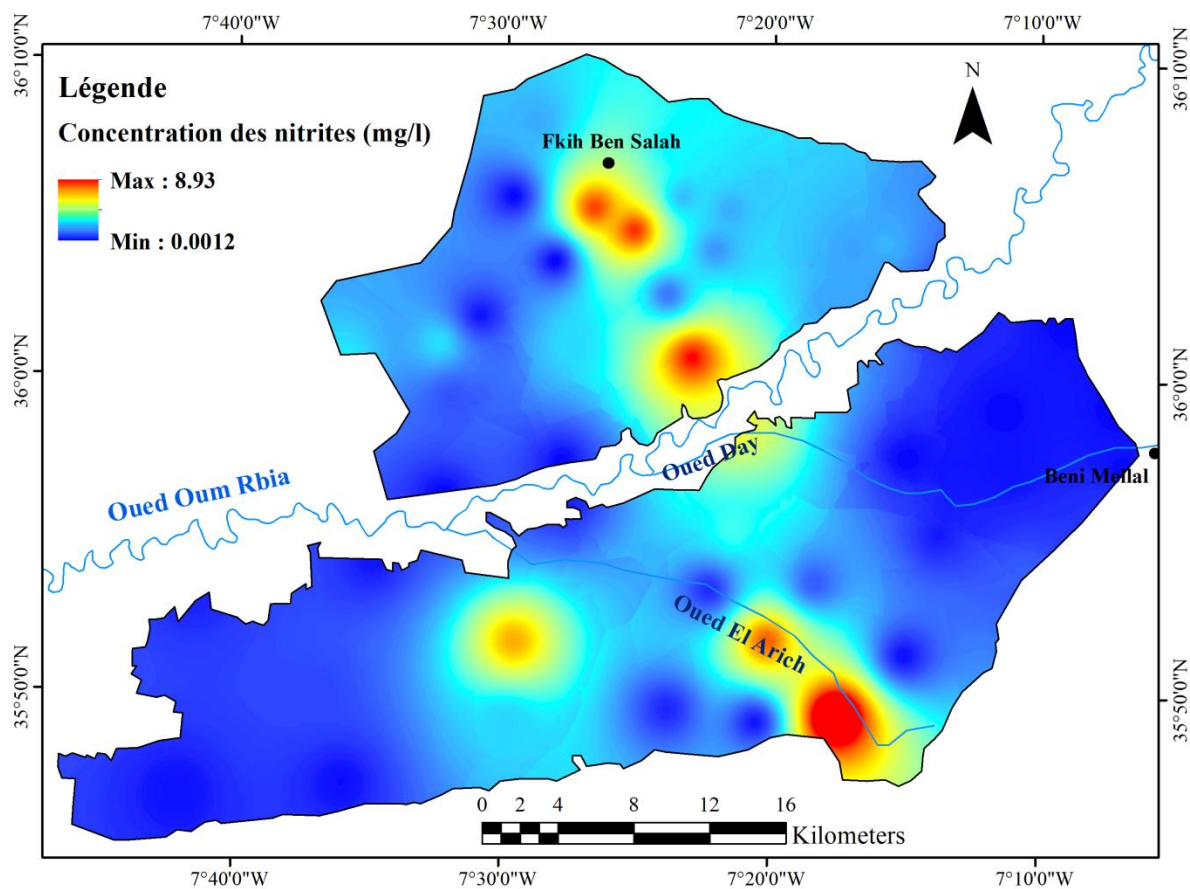 7°40'0"W
7°30'0"W
7°20'0"W
7°10'0"W
36°10'0"N
36°10'0"N
Légende
Concentration des nitrites (mg/l)
Max : 8.93
Min : 0.0012
N
Fkih Ben Salah
36°0'0"N
36°0'0"N
Oued Day
Beni Mellal
Oued Oum Rbia
Oued El Arich
35°50'0"N
35°50'0"N
0 2 4 8 12 16
Kilometers
7°40'0"W
7°30'0"W
7°20'0"W
7°10'0"W